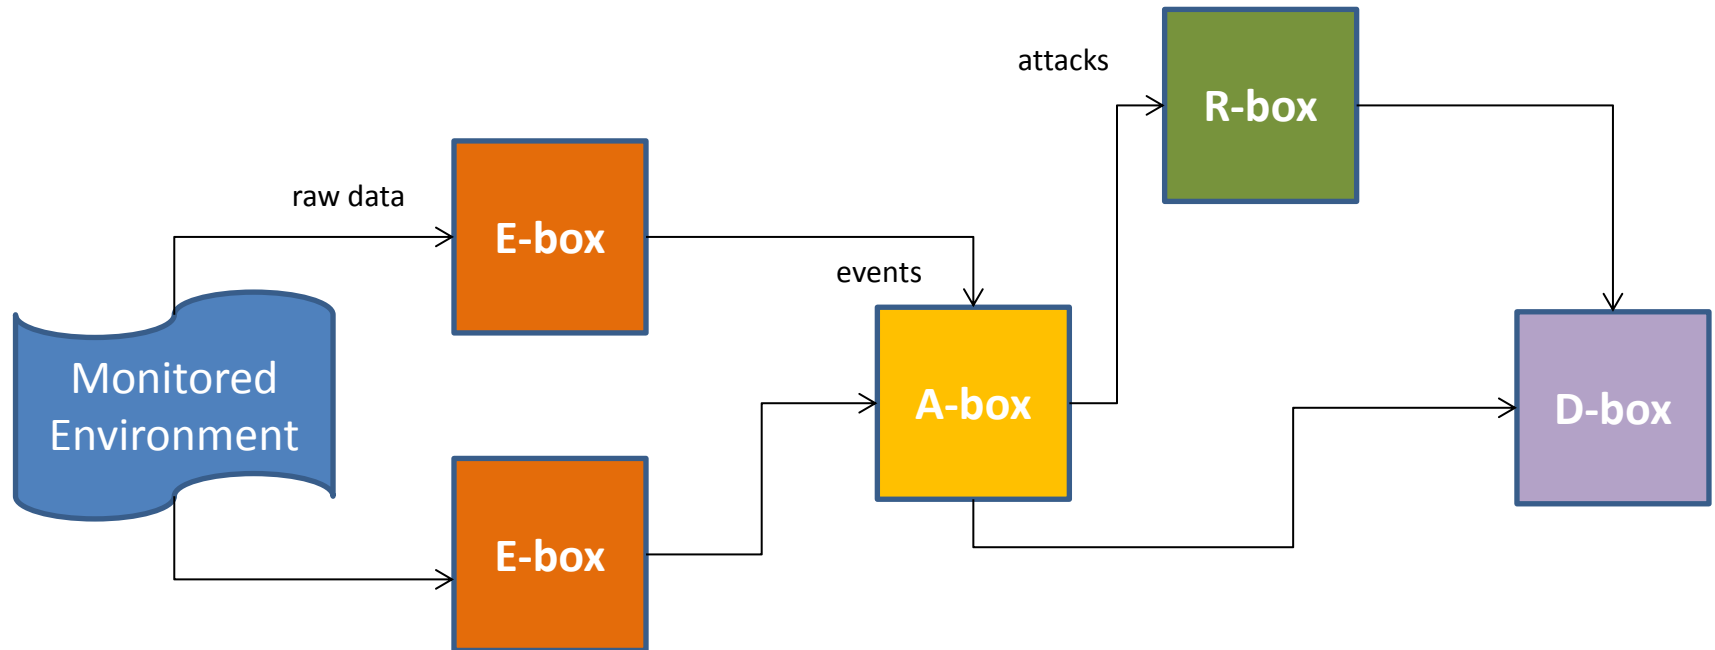 attacks
R-box
raw data
E-box
events
Monitored
Environment
A-box
D-box
E-box